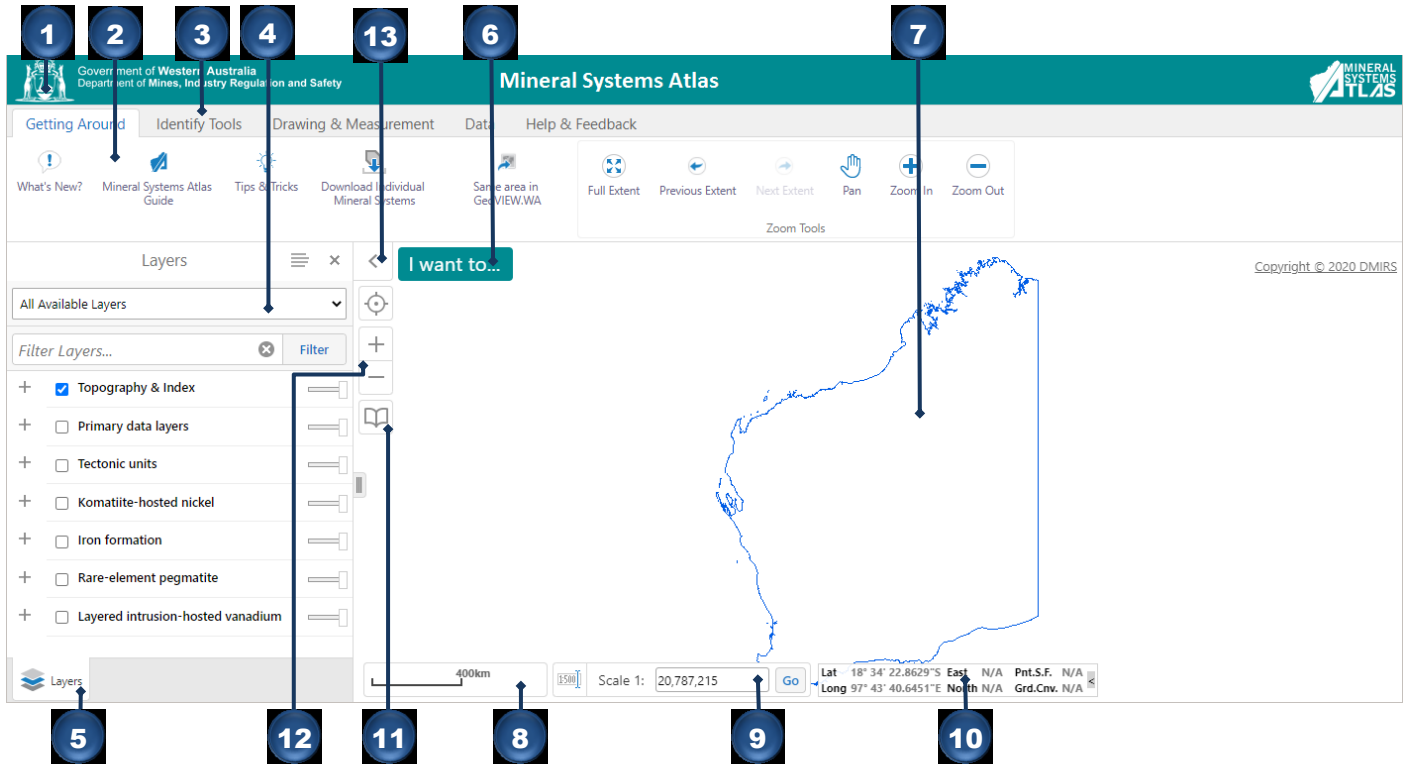 1 2 3 4 13 6 7
Government of Western Australia
Department of Mines, Industry Regulation and Safety
Mineral Systems Atlas
MINERAL
SYSTEMS
ATLAS
Getting Around Identify Tools Drawing & Measurement Data Help & Feedback
What's New? Mineral Systems Atlas Guide Tips & Tricks Download Individual Mineral Systems Same area in GeoVIEW.WA Full Extent Previous Extent Next Extent Pan Zoom In Zoom Out
Zoom Tools
Layers
I want to...
Copyright © 2020 DMIRS
All Available Layers
Filter Layers... Filter
Topography & Index
Primary data layers
Tectonic units
Komatiite-hosted nickel
Iron formation
Rare-element pegmatite
Layered intrusion-hosted vanadium
Layers
400km
1:500 Scale 1: 20,787,215 Go
Lat 18° 34' 22.8629"S East N/A Pnt.S.F. N/A
Long 97° 43' 40.6451"E North N/A Grd.Cnv. N/A
<
5 12 11 8 9 10